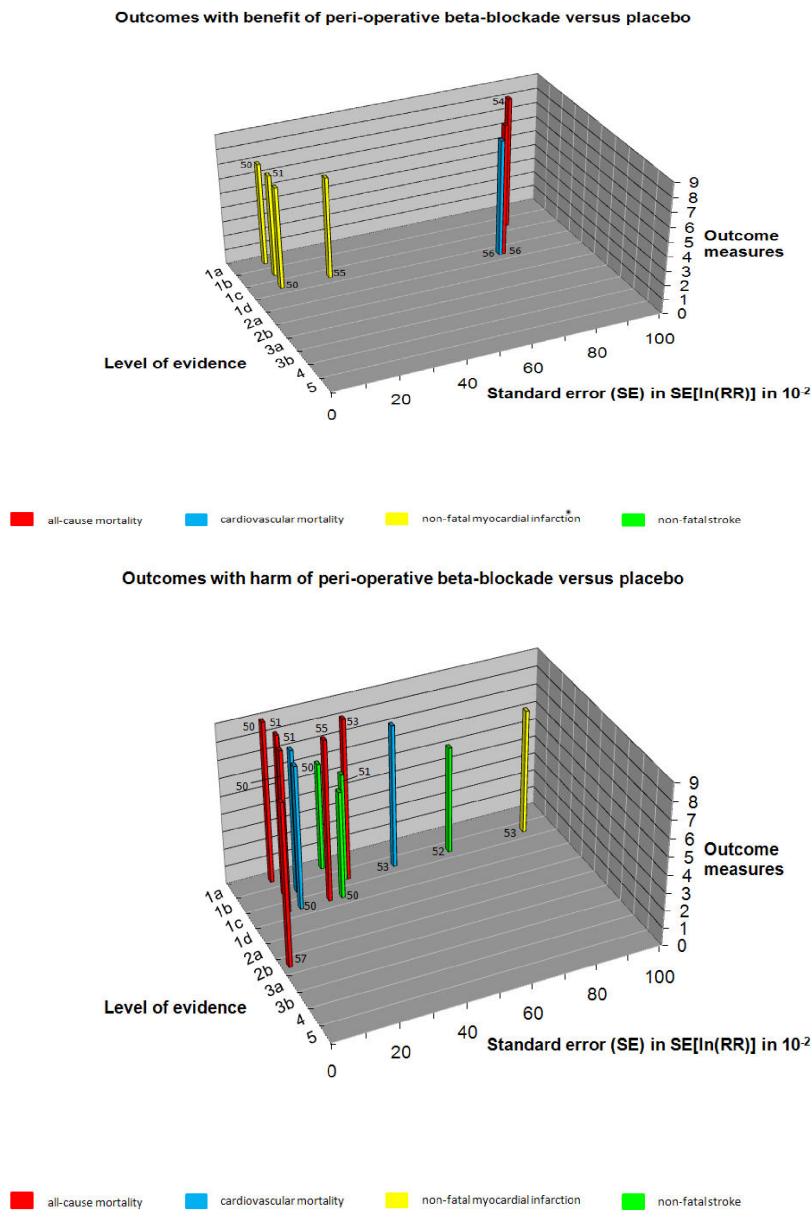 Outcomes with benefit of peri-operative beta-blockade versus placebo
54
50
51
50
55
56
56
9
8
7
6
5
4
3
2
1
0
Outcome
measures
1a
1b
1c
1d
2a
2b
3a
3b
4
5
Level of evidence
0
20
40
60
80
100
Standard error (SE) in SE[ln(RR)] in 10-2
all-cause mortality
cardiovascular mortality
non-fatal myocardial infarction*
non-fatal stroke
Outcomes with harm of peri-operative beta-blockade versus placebo
50
51
51
55
53
50
50
51
50
57
50
53
52
53
9
8
7
6
5
4
3
2
1
0
Outcome
measures
1a
1b
1c
1d
2a
2b
3a
3b
4
5
Level of evidence
0
20
40
60
80
100
Standard error (SE) in SE[ln(RR)] in 10-2
all-cause mortality
cardiovascular mortality
non-fatal myocardial infarction
non-fatal stroke